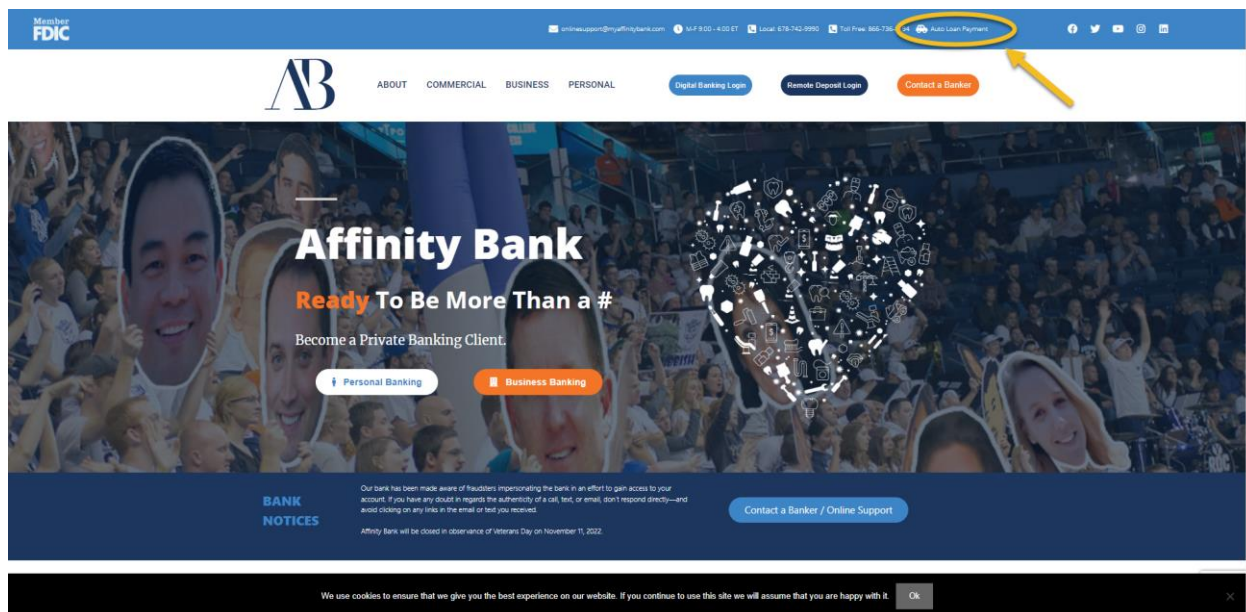 Member
FDIC
onlinesupport@myaffinitybank.com M-F 9:00 - 4:00 ET Local: 678-742-9990 Toll Free: 866-736- Auto Loan Payment
AB
ABOUT COMMERCIAL BUSINESS PERSONAL Digital Banking Login Remote Deposit Login Contact a Banker
Affinity Bank
Ready To Be More Than a #
Become a Private Banking Client.
Personal Banking Business Banking
BANK
NOTICES
Our bank has been made aware of fraudsters impersonating the bank in an effort to gain access to your
account. If you have any doubt in regards the authenticity of a call, text, or email, don't respond directly—and
avoid clicking on any links in the email or text you received.
Affinity Bank will be closed in observance of Veterans Day on November 11, 2022.
Contact a Banker / Online Support
We use cookies to ensure that we give you the best experience on our website. If you continue to use this site we will assume that you are happy with it. Ok